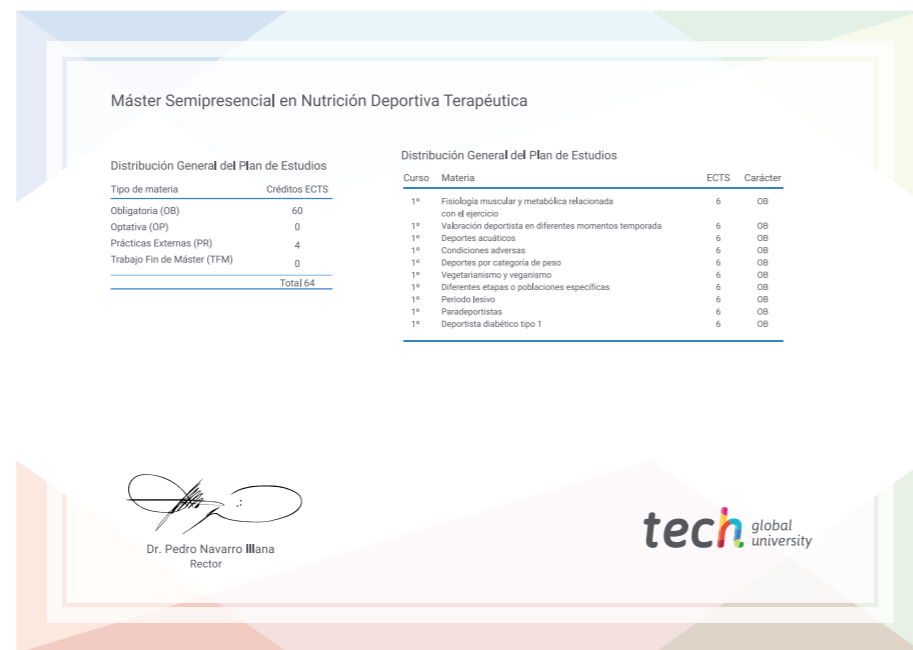 Máster Semipresencial en Nutrición Deportiva Terapéutica
Distribución General del Plan de Estudios
Tipo de materia Créditos ECTS
Obligatoria (OB) 60
Optativa (OP) 0
Prácticas Externas (PR) 4
Trabajo Fin de Máster (TFM) 0
Total 64
Distribución General del Plan de Estudios
Curso Materia ECTS Carácter
1º Fisiología muscular y metabólica relacionada 6 OB
con el ejercicio
1º Valoración deportista en diferentes momentos temporada 6 OB
1º Deportes acuáticos 6 OB
1º Condiciones adversas 6 OB
1º Deportes por categoría de peso 6 OB
1º Vegetarianismo y veganismo 6 OB
1º Diferentes etapas o poblaciones específicas 6 OB
1º Periodo lesivo 6 OB
1º Paradeportistas 6 OB
1º Deportista diabético tipo 1 6 OB
Dr. Pedro Navarro Illana
Rector
tech global
university